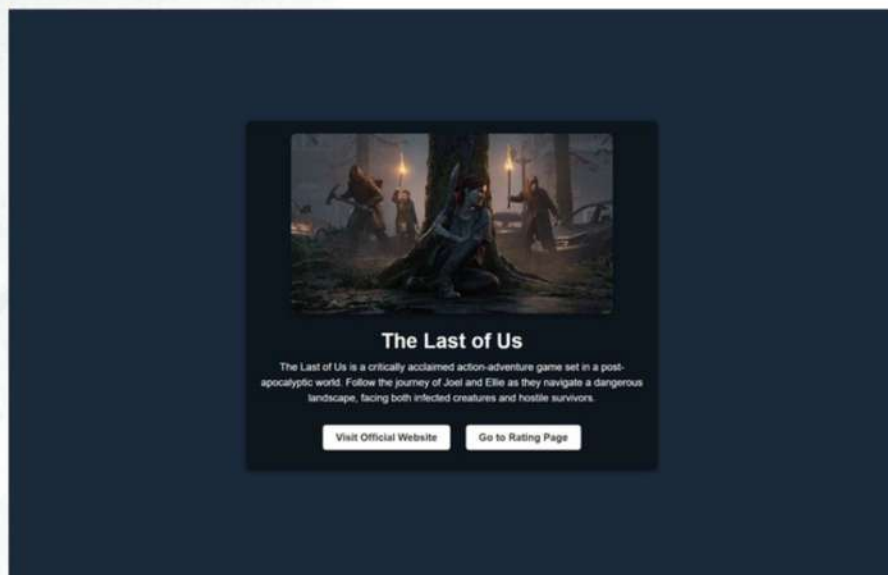 The Last of Us
The Last of Us is a critically acclaimed action-adventure game set in a post-
apocalyptic world. Follow the journey of Joel and Ellie as they navigate a dangerous
landscape, facing both infected creatures and hostile survivors.
Visit Official Website
Go to Rating Page